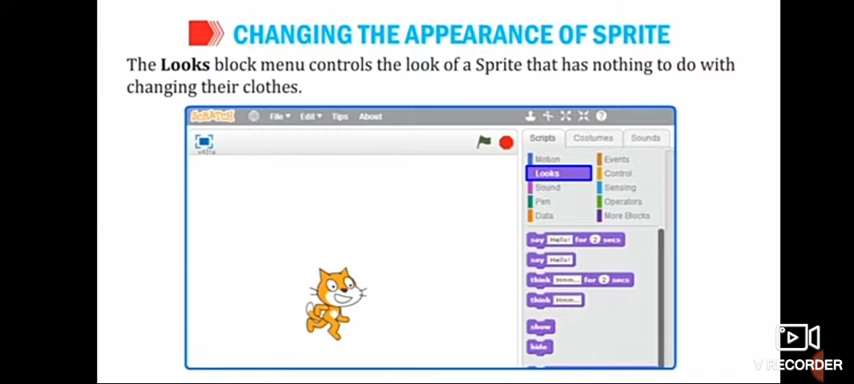 CHANGING THE APPEARANCE OF SPRITE
The Looks block menu controls the look of a Sprite that has nothing to do with
changing their clothes.
SCRATCH File Edit Tips About
Scripts Costumes Sounds
Motion Events
Looks Control
Sound Sensing
Pen Operators
Data More Blocks
say Hello! for 2 secs
say Hello!
think Hmm... for 2 secs
think Hmm...
show
hide
V RECORDER